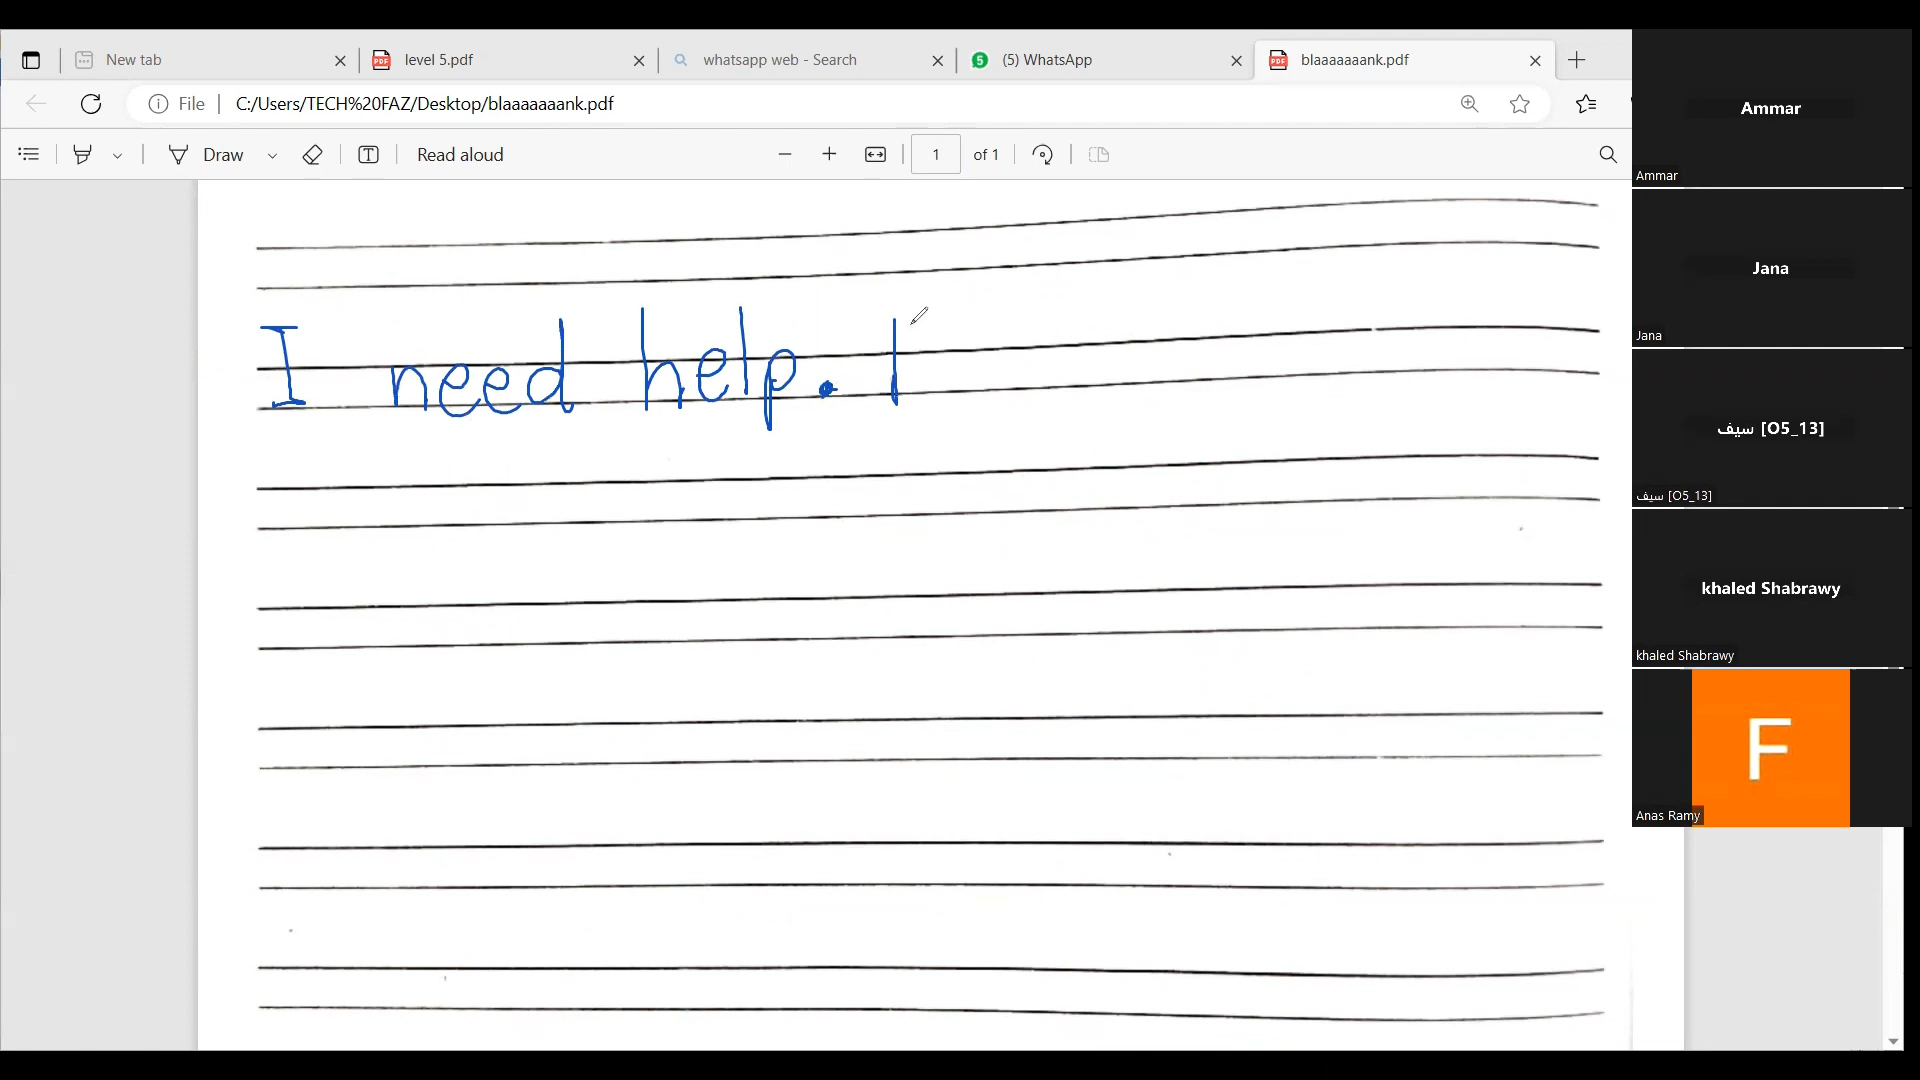 New tab
level 5.pdf
whatsapp web - Search
5
(5) WhatsApp
blaaaaaaank.pdf
File
C:/Users/TECH%20FAZ/Desktop/blaaaaaaank.pdf
Draw
T
Read aloud
1
of 1
I need help. I
Ammar
Ammar
Jana
Jana
سيف [O5_13]
سيف [O5_13]
khaled Shabrawy
khaled Shabrawy
F
Anas Ramy